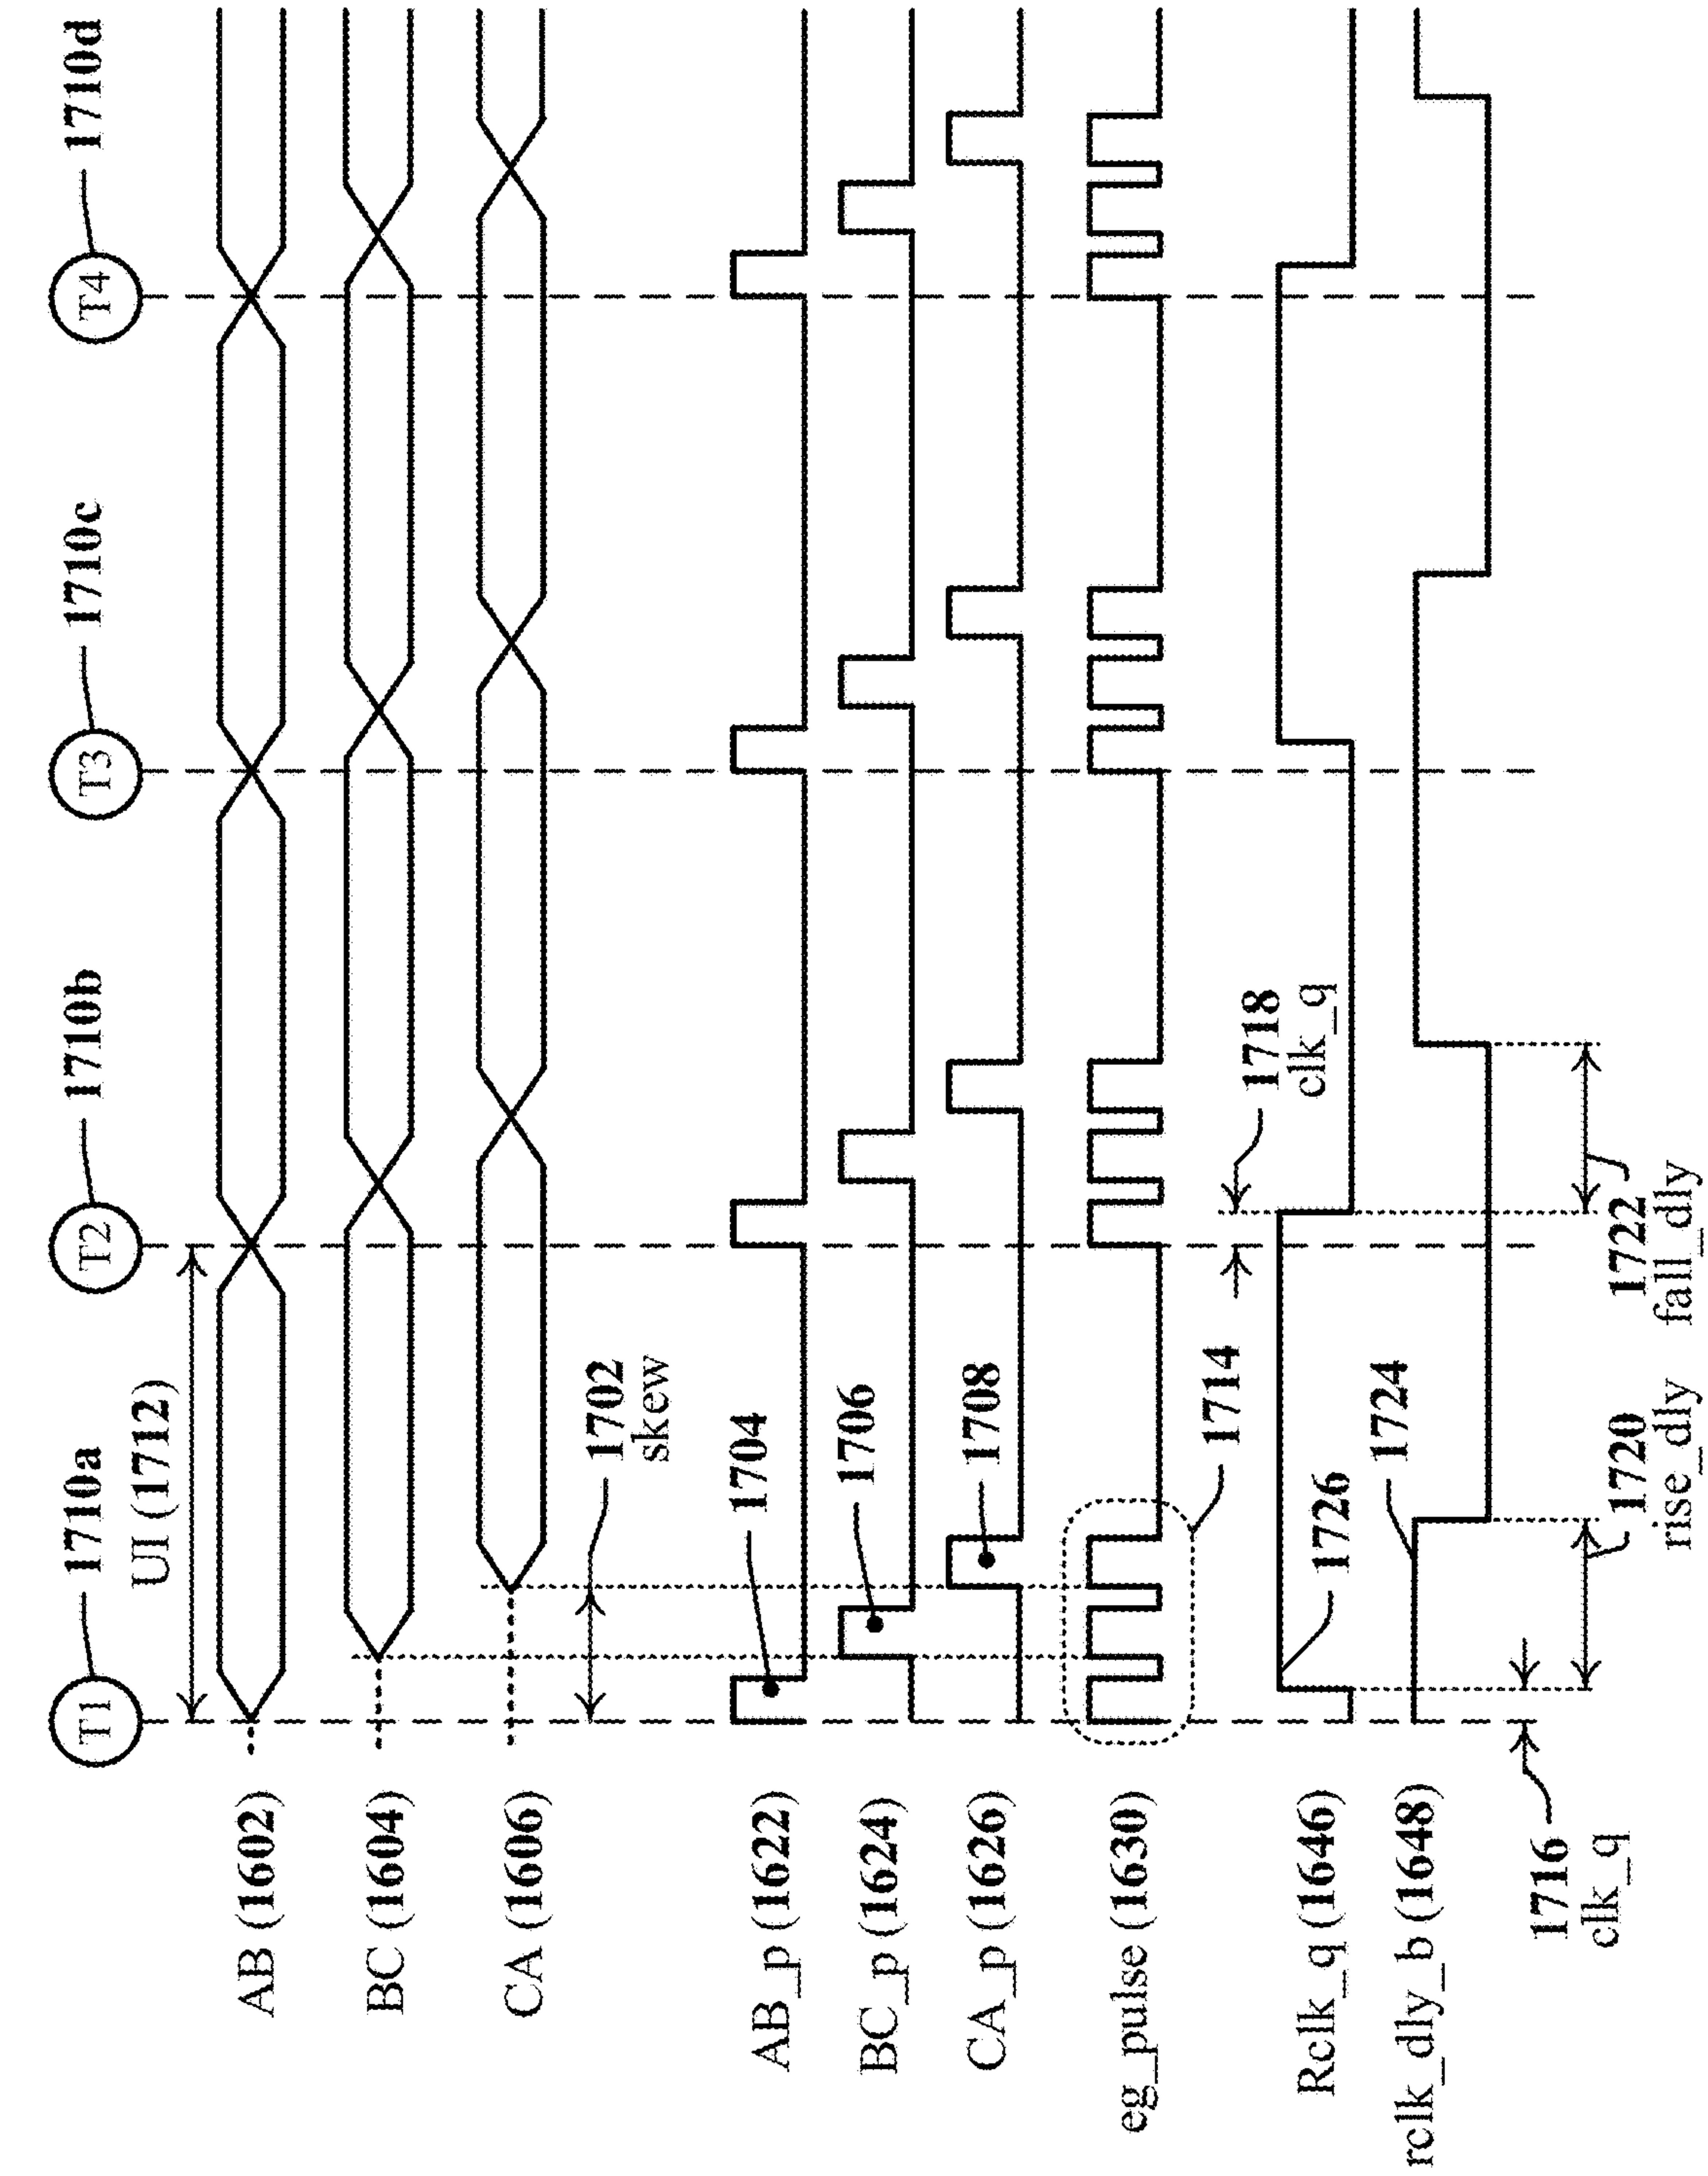 T1
1710a
T2
1710b
T3
1710c
T4
1710d
UI (1712)
AB (1602)
BC (1604)
CA (1606)
1702
skew
AB_p (1622)
1704
BC_p (1624)
1706
CA_p (1626)
1708
eg_pulse (1630)
1714
1718
clk_q
Rclk_q (1646)
1726
rclk_dly_b (1648)
1724
1716
clk_q
1720
rise_dly
1722
fall_dly